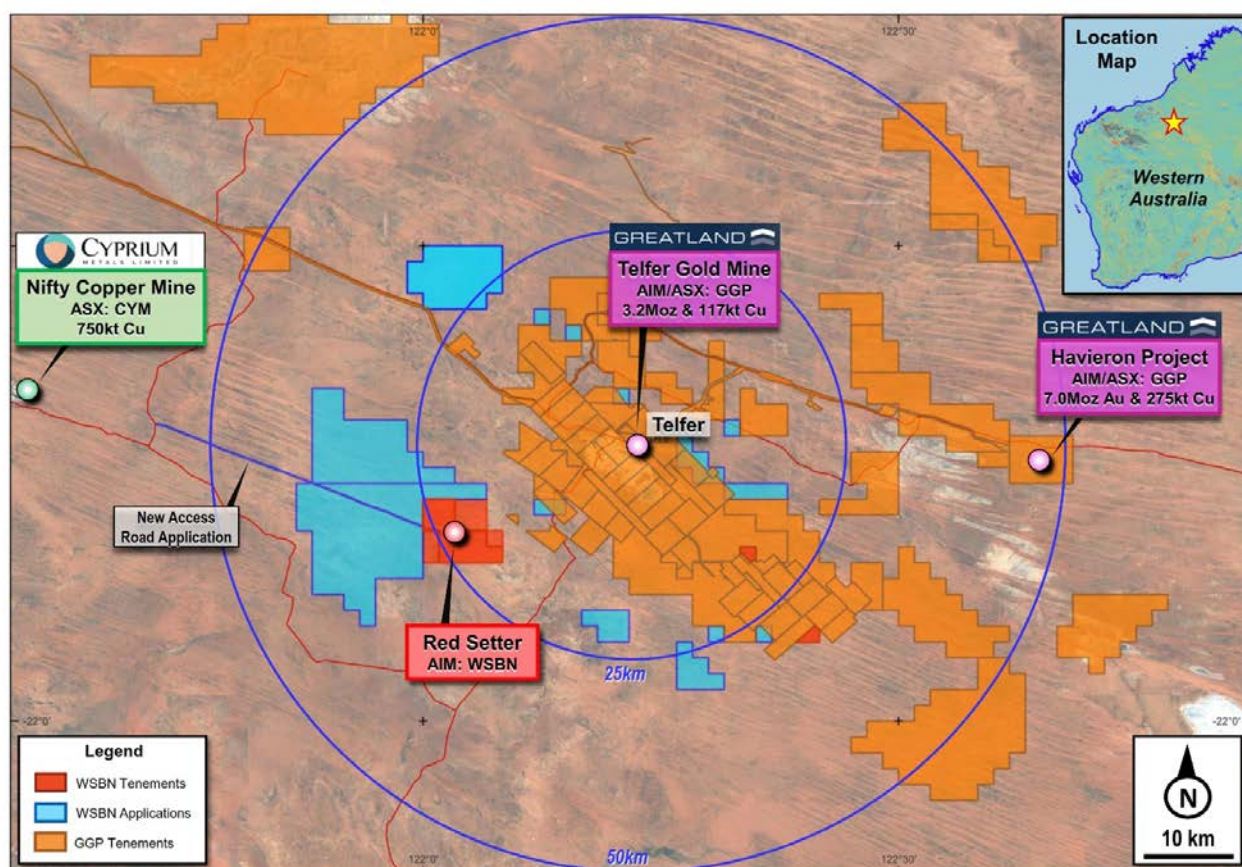 122°0'
122°30'
Location
Map
Western
Australia
CYPRIUM
METALS LIMITED
Nifty Copper Mine
ASX: CYM
750kt Cu
GREATLAND
Telfer Gold Mine
AIM/ASX: GGP
3.2Moz & 117kt Cu
GREATLAND
Havieron Project
AIM/ASX: GGP
7.0Moz Au & 275kt Cu
Telfer
New Access
Road Application
Red Setter
AIM: WSBN
25km
-22°0'
-22°0'
Legend
WSBN Tenements
WSBN Applications
GGP Tenements
N
10 km
50km
122°0'
122°30'